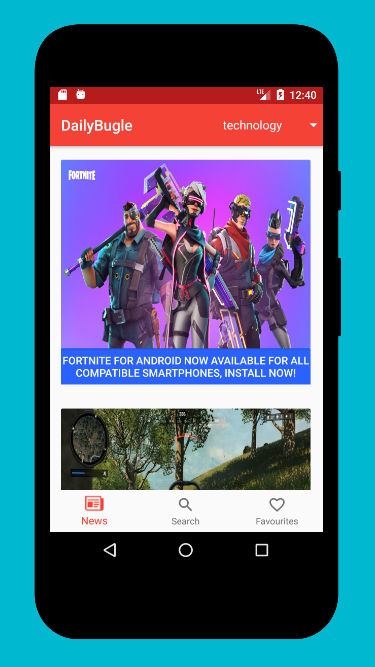 LTE 12:40
DailyBugle
technology
FORTNITE
FORTNITE FOR ANDROID NOW AVAILABLE FOR ALL
COMPATIBLE SMARTPHONES, INSTALL NOW!
News
Search
Favourites